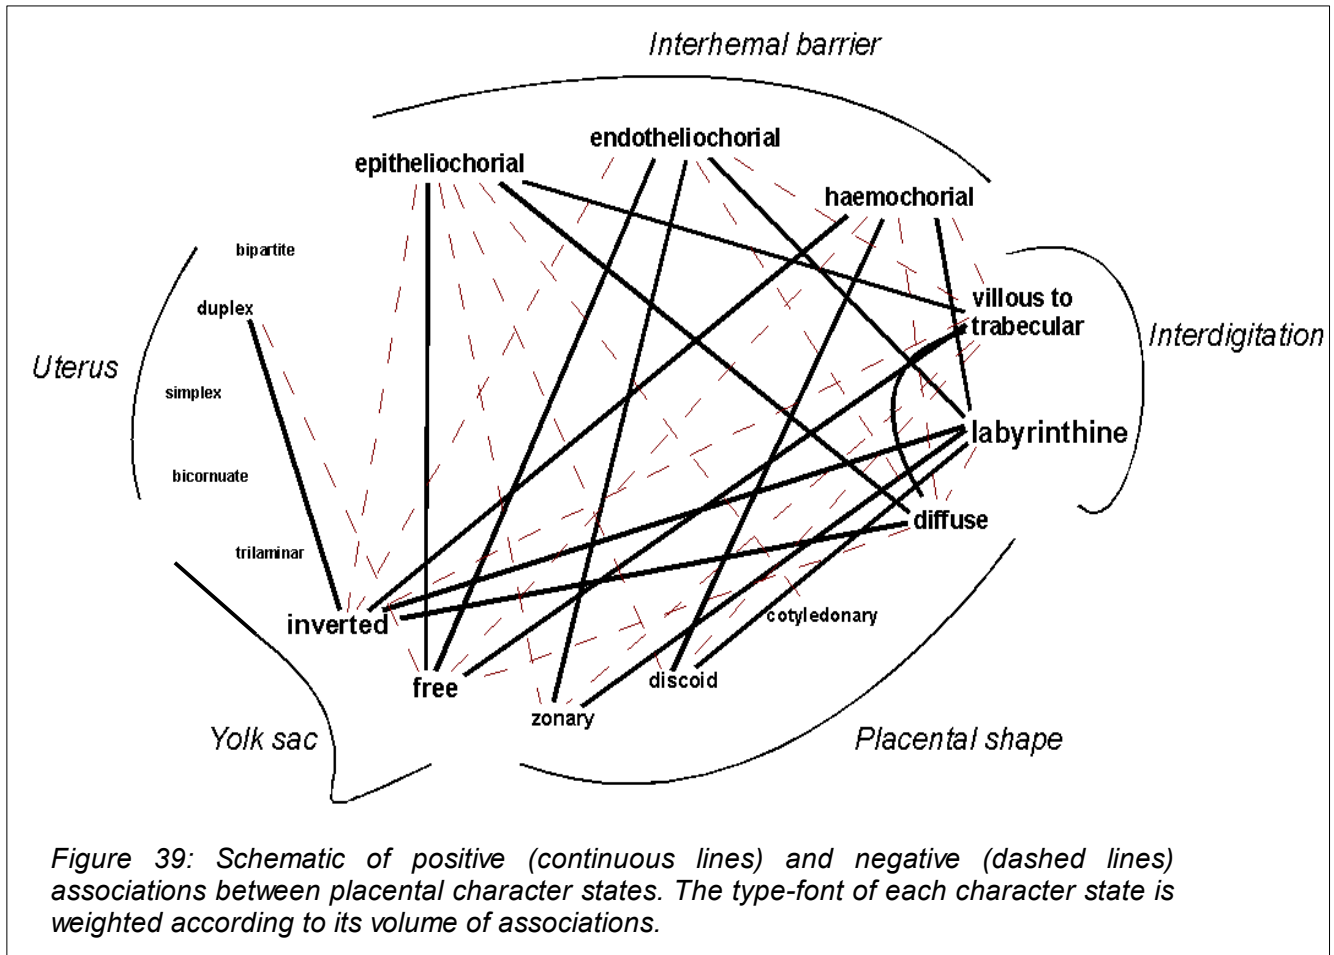 Interhemal barrier
endotheliochorial
epitheliochorial
haemochorial
bipartite
duplex
villous to
trabecular
Interdigitation
Uterus
simplex
labyrinthine
bicornuate
diffuse
trilaminar
inverted
cotyledonary
free
discoid
zonary
Yolk sac
Placental shape
Figure 39: Schematic of positive (continuous lines) and negative (dashed lines)
associations between placental character states. The type-font of each character state is
weighted according to its volume of associations.